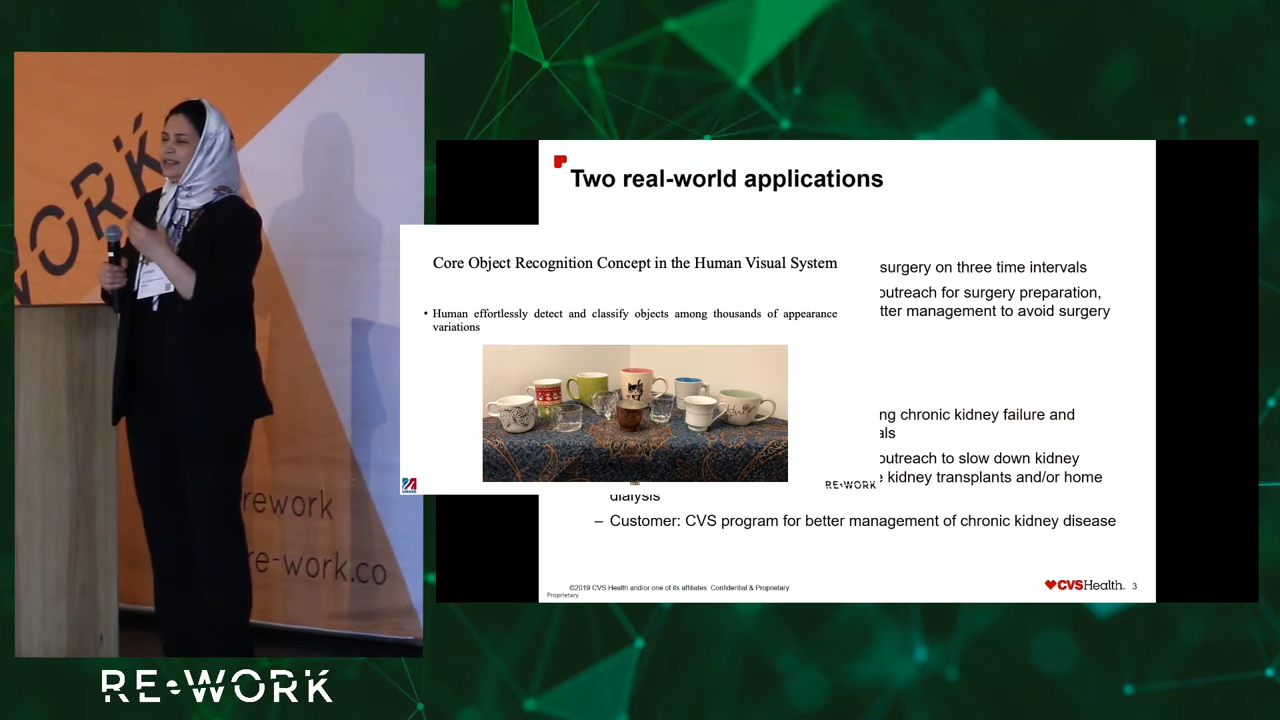 WORK
rework
re-work.co
RE•WORK
Two real-world applications
surgery on three time intervals
outreach for surgery preparation,
tter management to avoid surgery
ng chronic kidney failure and
als
outreach to slow down kidney
kidney transplants and/or home
dialysis
– Customer: CVS program for better management of chronic kidney disease
©2019 CVS Health and/or one of its affiliates: Confidential & Proprietary
Proprietary
CVSHealth. 3
Core Object Recognition Concept in the Human Visual System
• Human effortlessly detect and classify objects among thousands of appearance
variations
RE•WORK